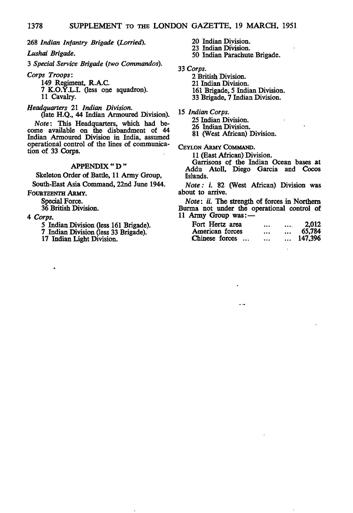 1378 SUPPLEMENT TO THE LONDON GAZETTE, 19 MARCH, 1951
268 Indian Infantry Brigade (Lorried).
Lushai Brigade.
3 Special Service Brigade (two Commandos).
Corps Troops:
149 Regiment, R.A.C.
7 K.O.Y.L.I. (less one squadron).
11 Cavalry.
Headquarters 21 Indian Division.
(late H.Q., 44 Indian Armoured Division).
Note: This Headquarters, which had be-
come available on the disbandment of 44
Indian Armoured Division in India, assumed
operational control of the lines of communica-
tion of 33 Corps.
APPENDIX " D "
Skeleton Order of Battle, 11 Army Group,
South-East Asia Command, 22nd June 1944.
FOURTEENTH ARMY.
Special Force.
36 British Division.
4 Corps.
5 Indian Division (less 161 Brigade).
7 Indian Division (less 33 Brigade).
17 Indian Light Division.
20 Indian Division.
23 Indian Division.
50 Indian Parachute Brigade.
33 Corps.
2 British Division.
21 Indian Division.
161 Brigade, 5 Indian Division.
33 Brigade, 7 Indian Division.
15 Indian Corps.
25 Indian Division.
26 Indian Division.
81 (West African) Division.
CEYLON ARMY COMMAND.
11 (East African) Division.
Garrisons of the Indian Ocean bases at
Addu Atoll, Diego Garcia and Cocos
Islands.
Note: i. 82 (West African) Division was
about to arrive.
Note: ii. The strength of forces in Northern
Burma not under the operational control of
11 Army Group was:—
Fort Hertz area ... ... 2,012
American forces ... ... 65,784
Chinese forces ... ... ... 147,396